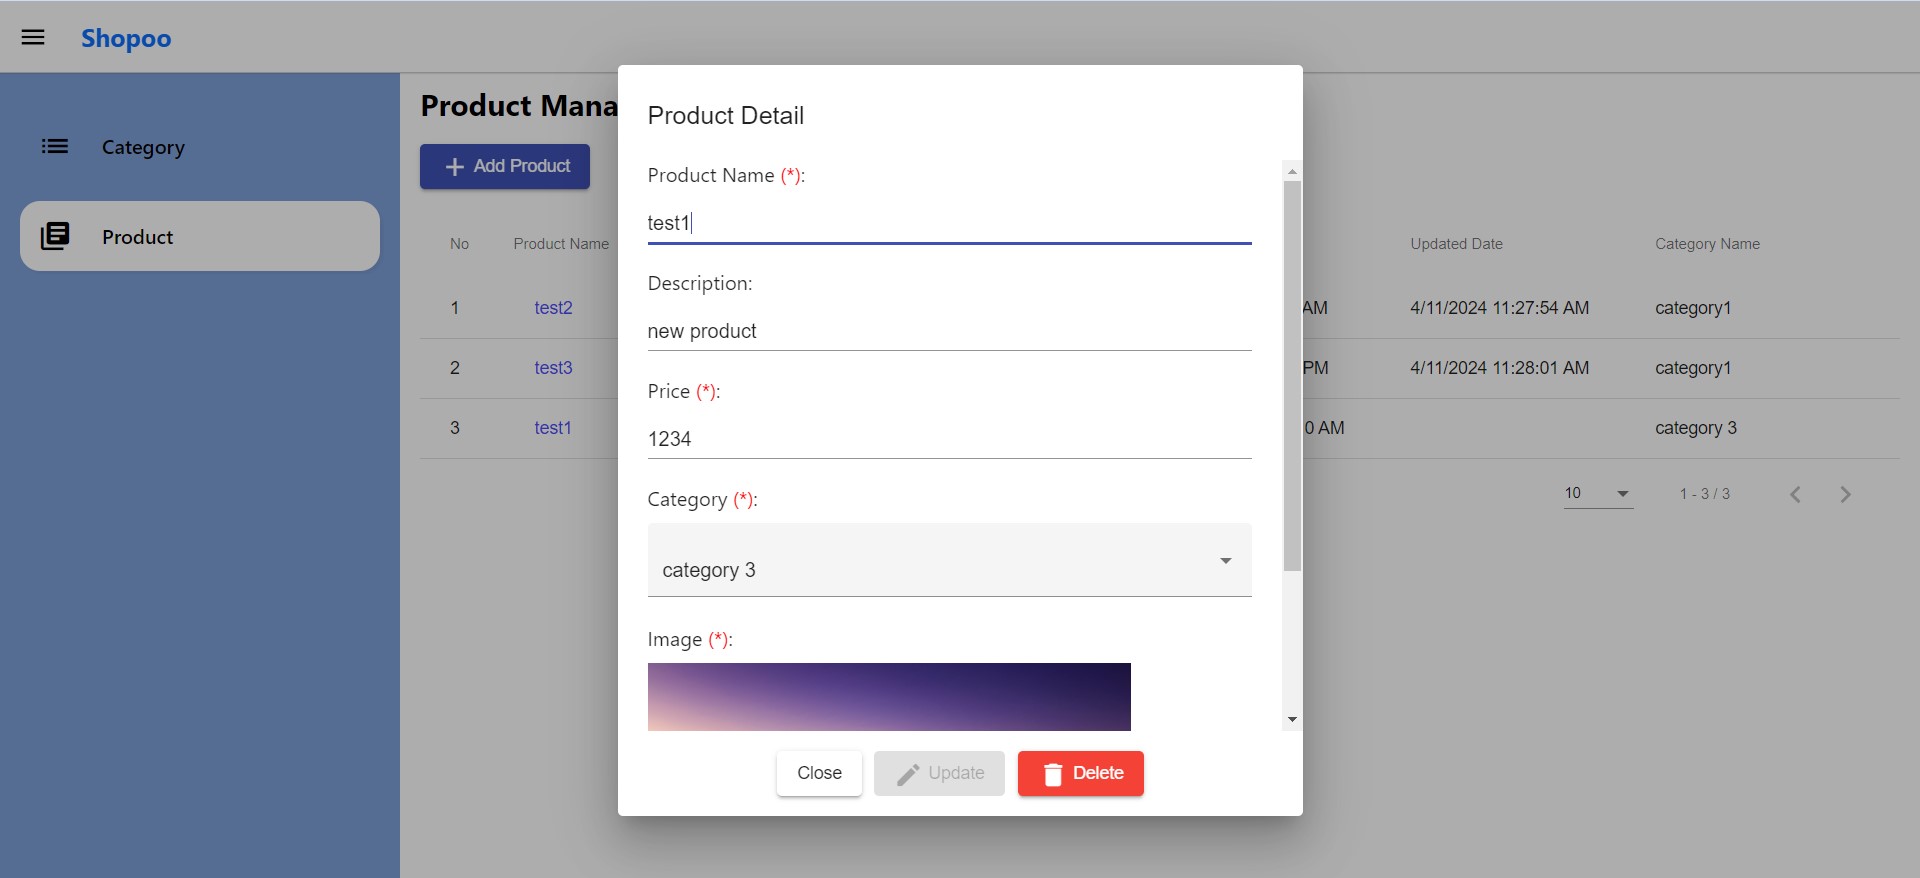 Shopoo
Category
Product
Product Mana
Add Product
No Product Name Updated Date Category Name
1 test2 AM 4/11/2024 11:27:54 AM category1
2 test3 PM 4/11/2024 11:28:01 AM category1
3 test1 0 AM category 3
10 1 - 3 / 3
Product Detail
Product Name (*):
test1
Description:
new product
Price (*):
1234
Category (*):
category 3
Image (*):
Close Update Delete